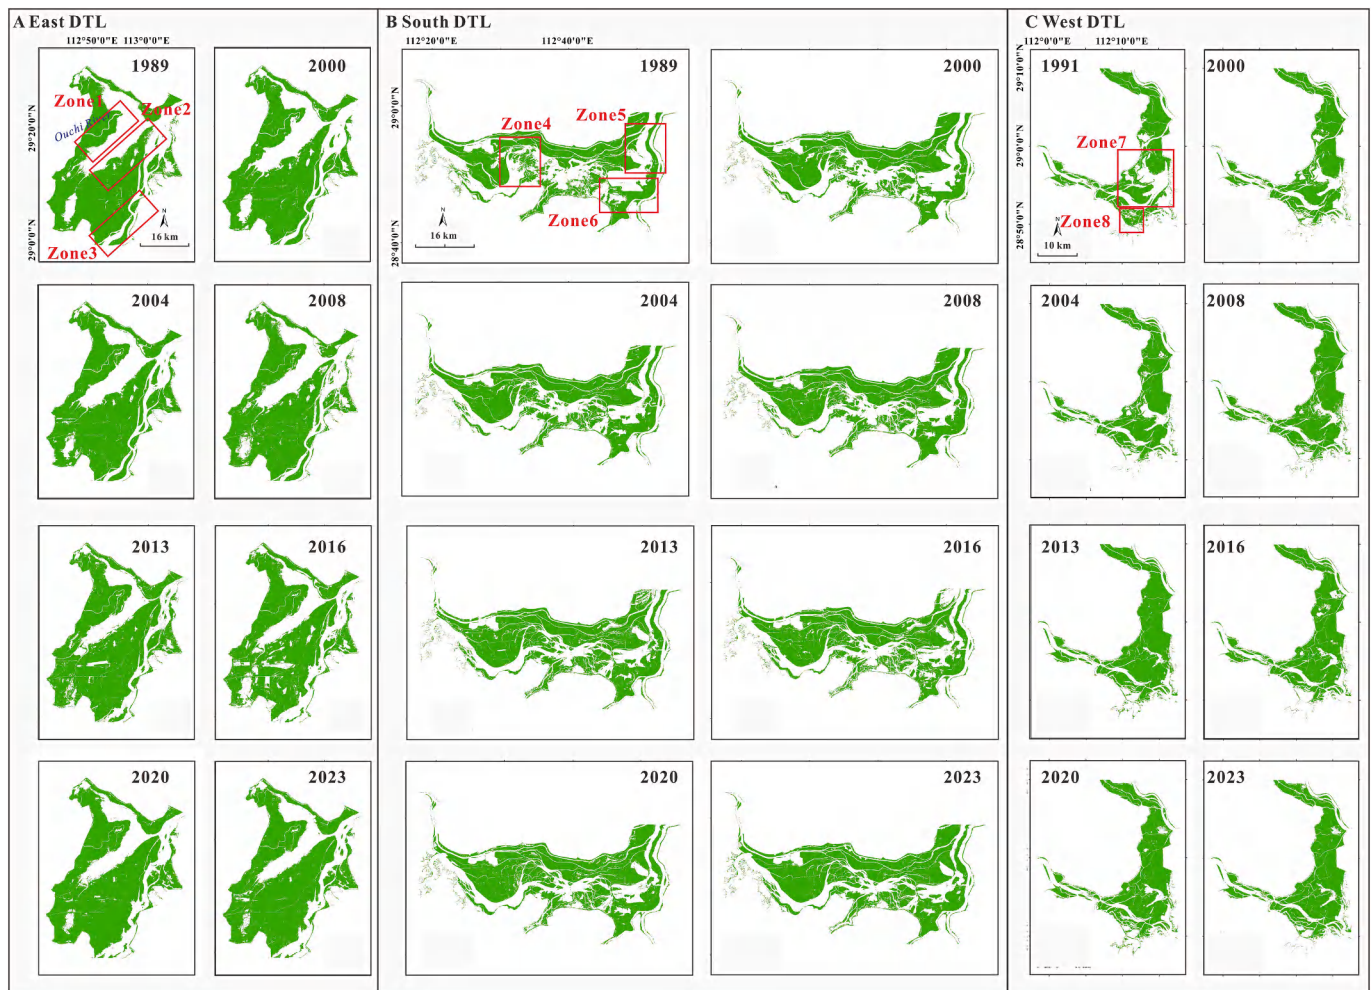 A East DTL
112°50'0"E 113°0'0"E
1989
Zone1
Zone2
Ouchi River
Zone3
29°20'0"N
29°0'0"N
N
16 km
2000
2004
2008
2013
2016
2020
2023
B South DTL
112°20'0"E 112°40'0"E
1989
Zone4
Zone5
Zone6
29°0'0"N
28°40'0"N
N
16 km
2000
2004
2008
2013
2016
2020
2023
C West DTL
112°0'0"E 112°10'0"E
1991
Zone7
Zone8
29°10'0"N
29°0'0"N
28°50'0"N
N
10 km
2000
2004
2008
2013
2016
2020
2023